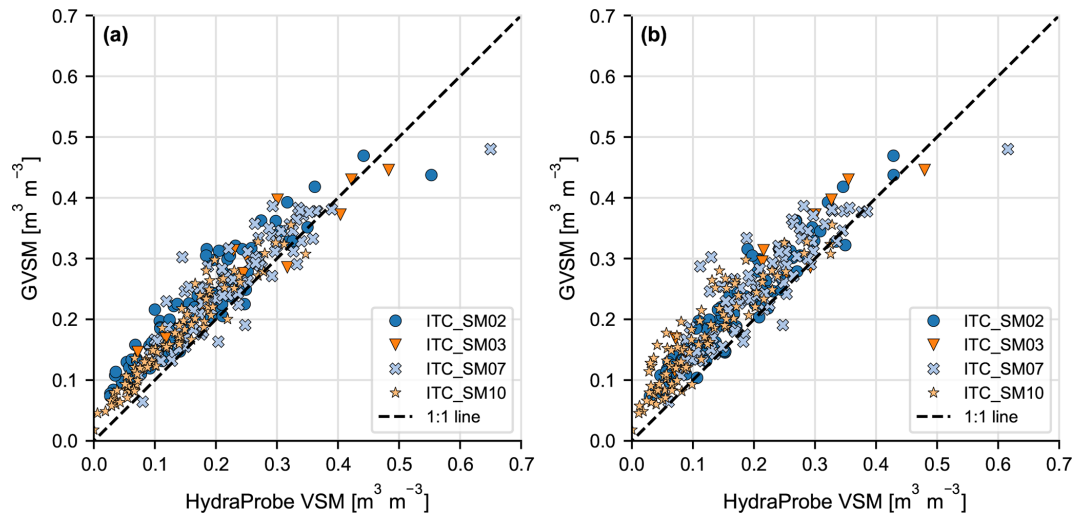 (a)
0.7
0.6
0.5
0.4
0.3
0.2
0.1
0.0
GVSM [m³ m⁻³]
0.0 0.1 0.2 0.3 0.4 0.5 0.6 0.7
HydraProbe VSM [m³ m⁻³]
ITC_SM02
ITC_SM03
ITC_SM07
ITC_SM10
1:1 line
(b)
0.7
0.6
0.5
0.4
0.3
0.2
0.1
0.0
GVSM [m³ m⁻³]
0.0 0.1 0.2 0.3 0.4 0.5 0.6 0.7
HydraProbe VSM [m³ m⁻³]
ITC_SM02
ITC_SM03
ITC_SM07
ITC_SM10
1:1 line